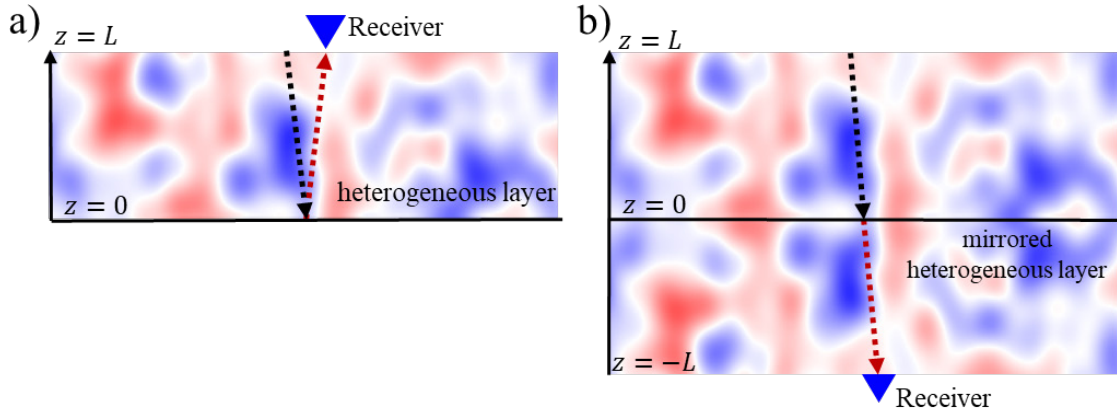 a)
z = L
Receiver
heterogeneous layer
z = 0
b)
z = L
z = 0
mirrored
heterogeneous layer
z = −L
Receiver